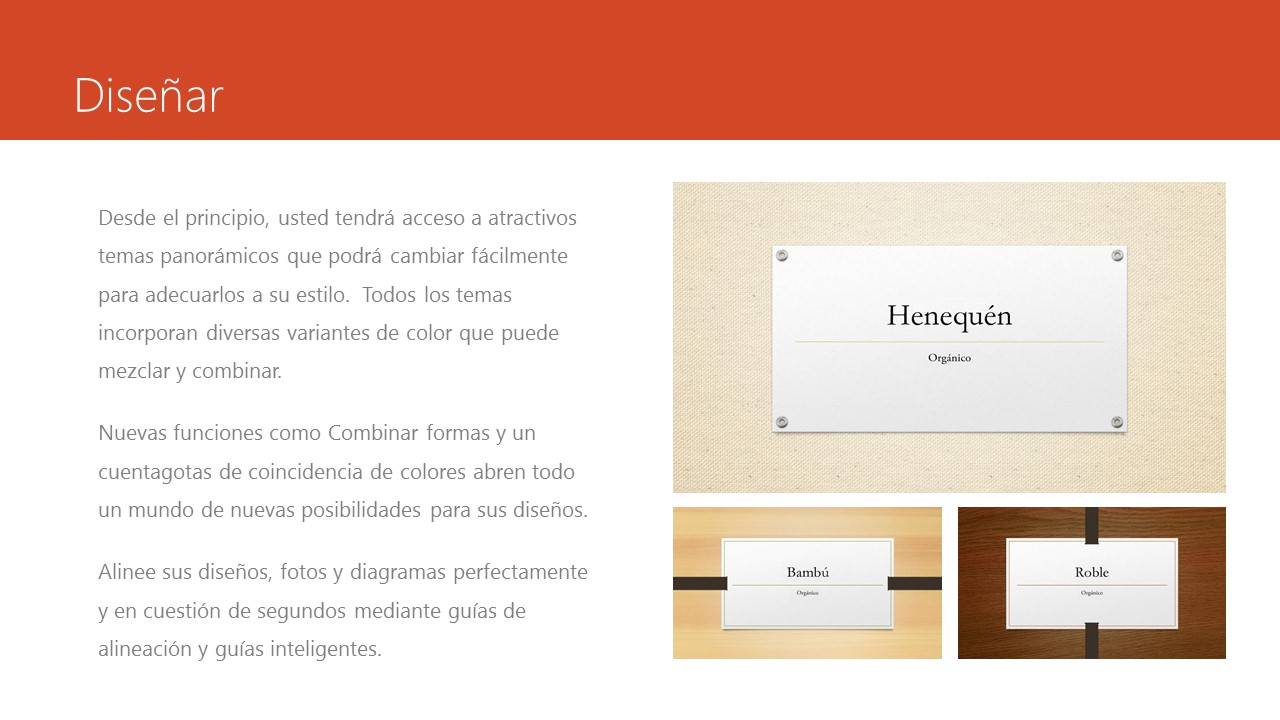 Diseñar
Desde el principio, usted tendrá acceso a atractivos
temas panorámicos que podrá cambiar fácilmente
para adecuarlos a su estilo.  Todos los temas
incorporan diversas variantes de color que puede
mezclar y combinar.
Nuevas funciones como Combinar formas y un
cuentagotas de coincidencia de colores abren todo
un mundo de nuevas posibilidades para sus diseños.
Alinee sus diseños, fotos y diagramas perfectamente
y en cuestión de segundos mediante guías de
alineación y guías inteligentes.
Henequén
Orgánico
Bambú
Orgánico
Roble
Orgánico